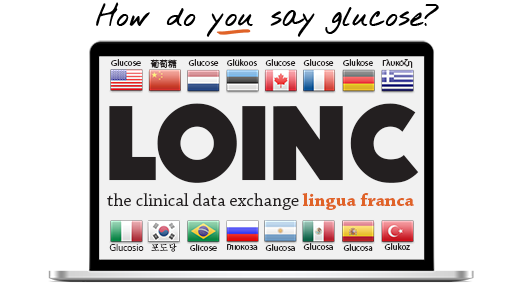 How do you say glucose?
Glucose 葡萄糖 Glucose Glükoos Glucose Glucose Glukose Γλυκόζη
LOINC
the clinical data exchange lingua franca
Glucosio 포도당 Glicose Глюкоза Glucosa Glucosa Glucosa Glukoz